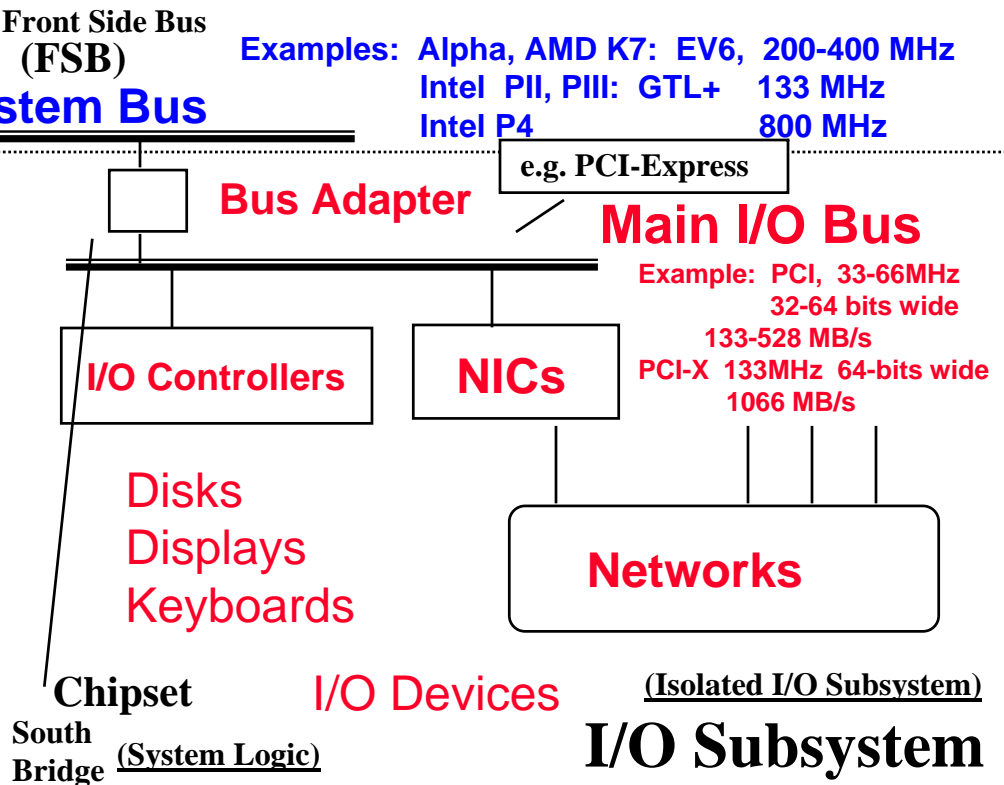 Front Side Bus
(FSB)
stem Bus
Examples: Alpha, AMD K7: EV6, 200-400 MHz
Intel PII, PIII: GTL+ 133 MHz
Intel P4 800 MHz
e.g. PCI-Express
Bus Adapter
Main I/O Bus
Example: PCI, 33-66MHz
32-64 bits wide
133-528 MB/s
PCI-X 133MHz 64-bits wide
1066 MB/s
I/O Controllers
NICs
Disks
Displays
Keyboards
Networks
Chipset
South
Bridge
(System Logic)
I/O Devices
(Isolated I/O Subsystem)
I/O Subsystem